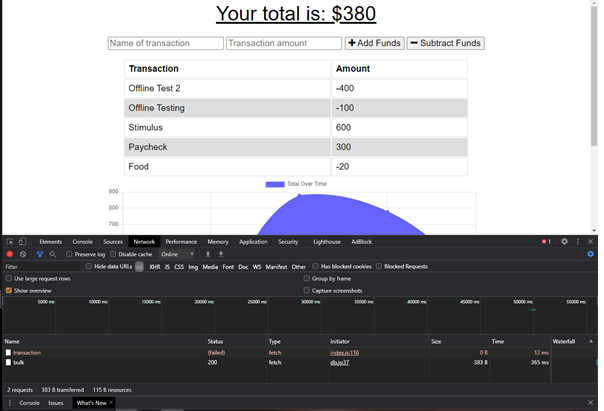 Your total is: $380
Name of transaction Transaction amount + Add Funds − Subtract Funds
Transaction Amount
Offline Test 2 -400
Offline Testing -100
Stimulus 600
Paycheck 300
Food -20
Total Over Time
900
800
700
Elements Console Sources Network Performance Memory Application Security Lighthouse AdBlock 1
Preserve log Disable cache Online
Filter Hide data URLs All XHR JS CSS Img Media Font Doc WS Manifest Other Has blocked cookies Blocked Requests
Use large request rows Group by frame
Show overview Capture screenshots
5000 ms 10000 ms 15000 ms 20000 ms 25000 ms 30000 ms 35000 ms 40000 ms 45000 ms 50000 ms 55000 ms
Name Status Type Initiator Size Time Waterfall
transaction (failed) fetch index.js:116 0 B 12 ms
bulk 200 fetch db.js:37 383 B 365 ms
2 requests 383 B transferred 115 B resources
Console Issues What's New ×